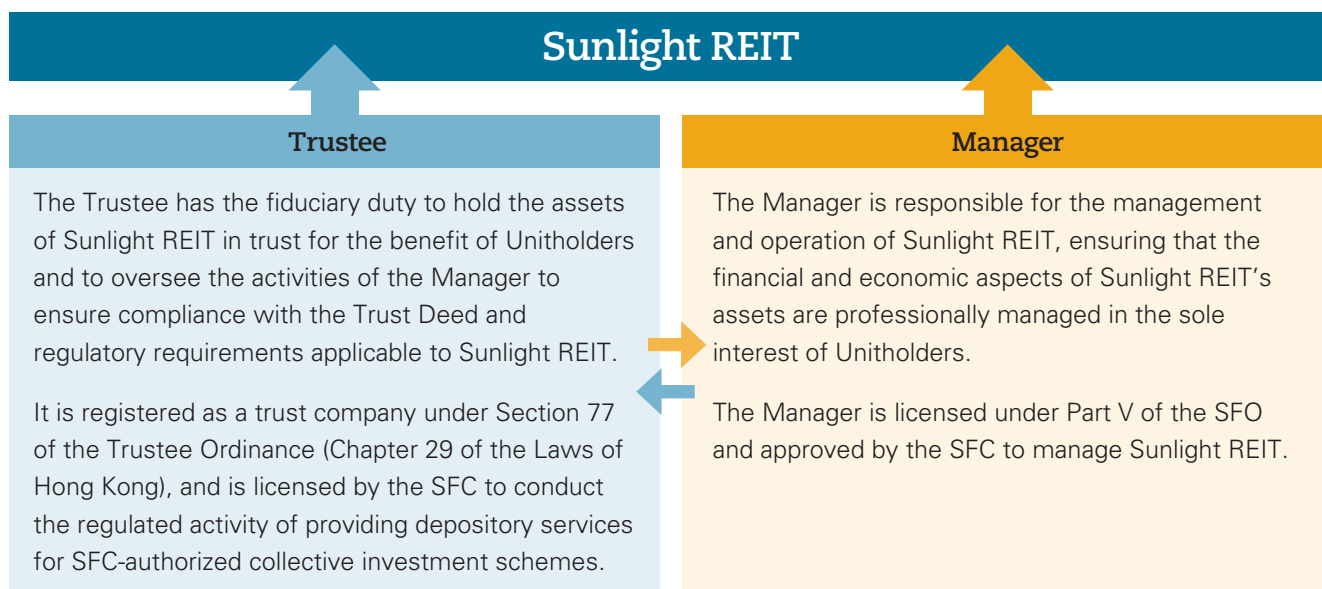 Sunlight REIT
Trustee
The Trustee has the fiduciary duty to hold the assets
of Sunlight REIT in trust for the benefit of Unitholders
and to oversee the activities of the Manager to
ensure compliance with the Trust Deed and
regulatory requirements applicable to Sunlight REIT.
It is registered as a trust company under Section 77
of the Trustee Ordinance (Chapter 29 of the Laws of
Hong Kong), and is licensed by the SFC to conduct
the regulated activity of providing depository services
for SFC-authorized collective investment schemes.
Manager
The Manager is responsible for the management
and operation of Sunlight REIT, ensuring that the
financial and economic aspects of Sunlight REIT’s
assets are professionally managed in the sole
interest of Unitholders.
The Manager is licensed under Part V of the SFO
and approved by the SFC to manage Sunlight REIT.